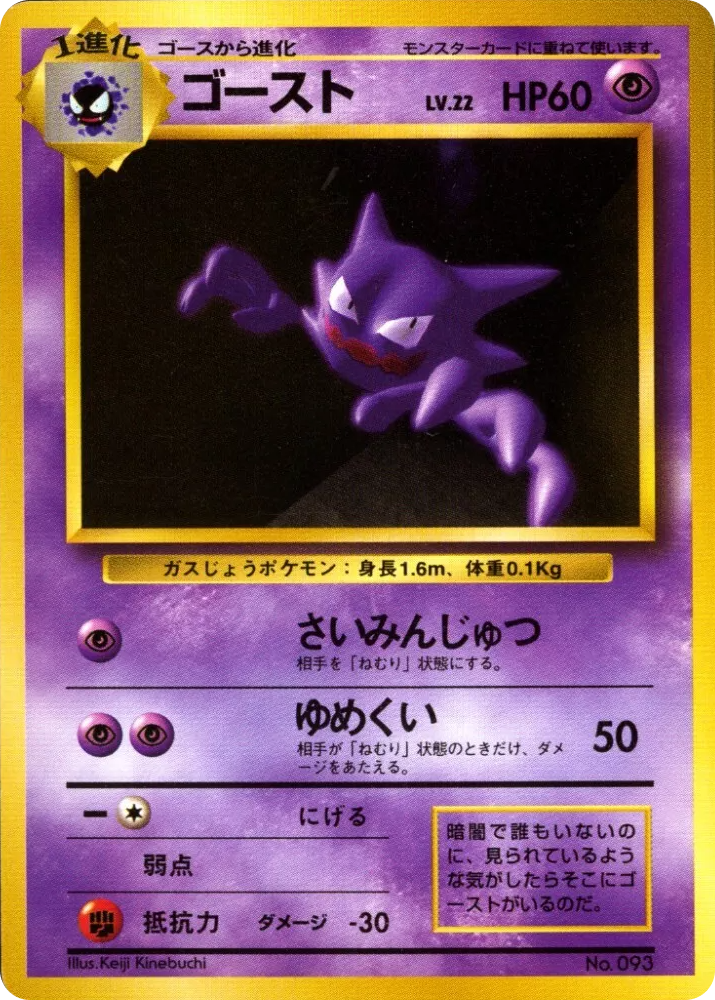 1進化
ゴースから進化
モンスターカードに重ねて使います。
ゴースト
LV.22
HP60
ガスじょうポケモン：身長1.6m、体重0.1Kg
さいみんじゅつ
相手を「ねむり」状態にする。
ゆめくい
50
相手が「ねむり」状態のときだけ、ダメ
ージをあたえる。
にげる
弱点
抵抗力 ダメージ -30
暗闇で誰もいないの
に、見られているよう
な気がしたらそこにゴ
ーストがいるのだ。
Illus.Keiji Kinebuchi
No.093